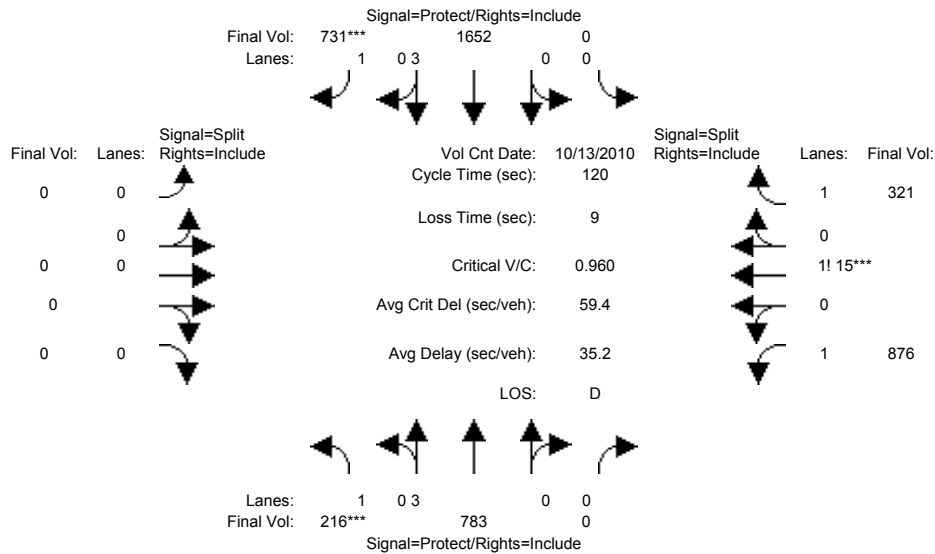 Signal=Protect/Rights=Include
Final Vol: 731*** 1652 0
Lanes: 1 0 3 0 0
Signal=Split
Final Vol: Lanes: Rights=Include
Vol Cnt Date: 10/13/2010
Signal=Split
Rights=Include Lanes: Final Vol:
Cycle Time (sec): 120
0 0
1 321
Loss Time (sec): 9
0
0
0 0
Critical V/C: 0.960
1! 15***
0
Avg Crit Del (sec/veh): 59.4
0
0 0
Avg Delay (sec/veh): 35.2
1 876
LOS: D
Lanes: 1 0 3 0 0
Final Vol: 216*** 783 0
Signal=Protect/Rights=Include